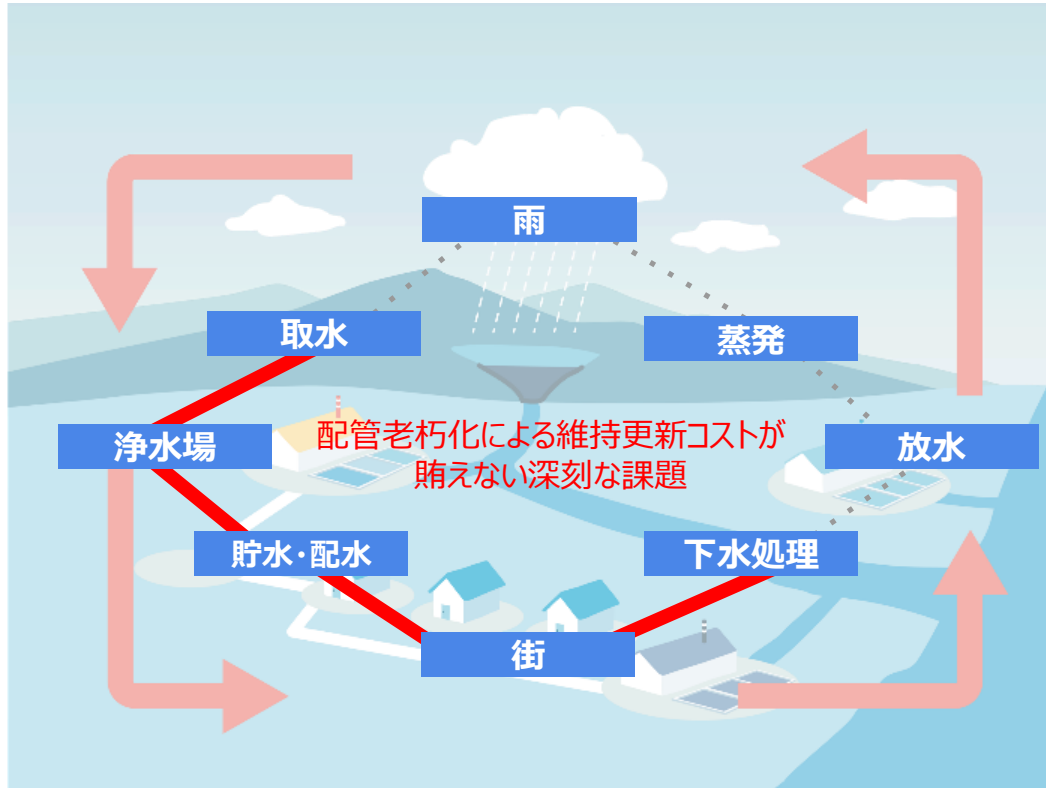 雨
取水
蒸発
浄水場
配管老朽化による維持更新コストが
賄えない深刻な課題
放水
貯水・配水
下水処理
街